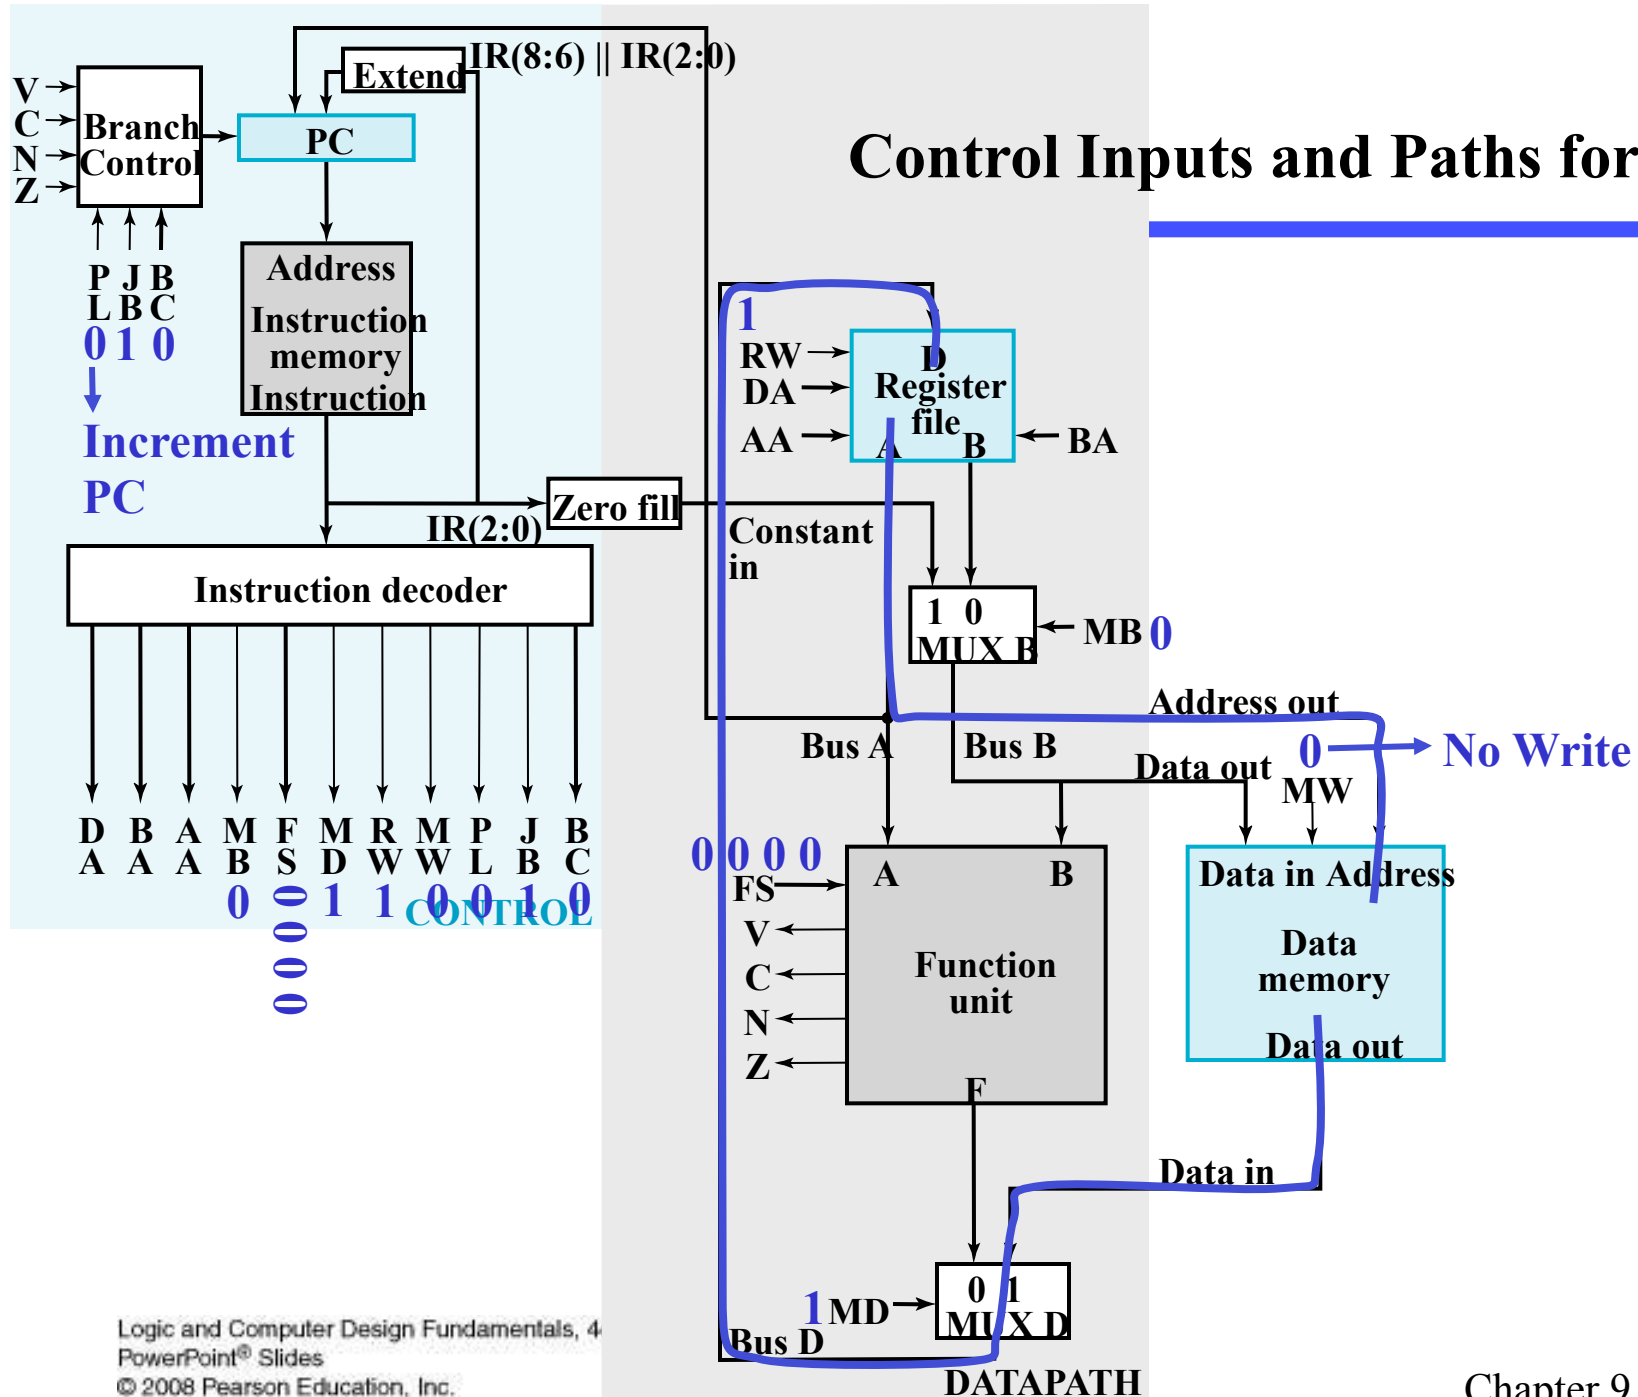 Control Inputs and Paths for
IR(8:6) || IR(2:0)
Extend
V
C
N
Z
Branch
Control
PC
P J B
L B C
0 1 0
Increment
PC
Address
Instruction
memory
Instruction
IR(2:0)
Zero fill
Instruction decoder
D B A M F M R M P J B
A A A B S D W W L B C
0 0 1 1 0 0 1 0
0
0
0
CONTROL
1
RW
DA
AA
D
Register
file
A B
BA
Constant
in
1 0
MUX B
MB 0
Address out
Bus A
Bus B
0
No Write
Data out
MW
0 0 0 0
FS
V
C
N
Z
A B
Function
unit
F
Data in Address
Data
memory
Data out
Data in
0 1
MUX D
1 MD
Bus D
DATAPATH
Logic and Computer Design Fundamentals, 4
PowerPoint® Slides
© 2008 Pearson Education, Inc.
Chapter 9